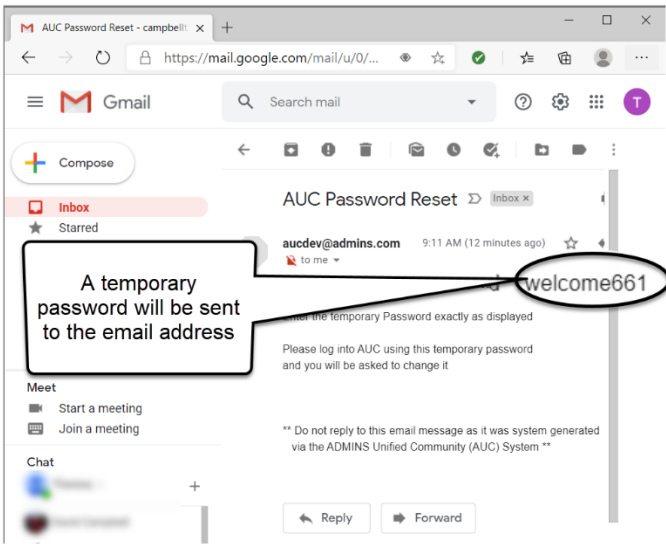 AUC Password Reset - campbellt
https://mail.google.com/mail/u/0/...
Gmail
Search mail
T
Compose
AUC Password Reset
Inbox ×
Inbox
Starred
aucdev@admins.com 9:11 AM (12 minutes ago)
to me
welcome661
A temporary
password will be sent
to the email address
Enter the temporary Password exactly as displayed
Please log into AUC using this temporary password
and you will be asked to change it
Meet
Start a meeting
Join a meeting
** Do not reply to this email message as it was system generated
via the ADMINS Unified Community (AUC) System **
Chat
Reply
Forward